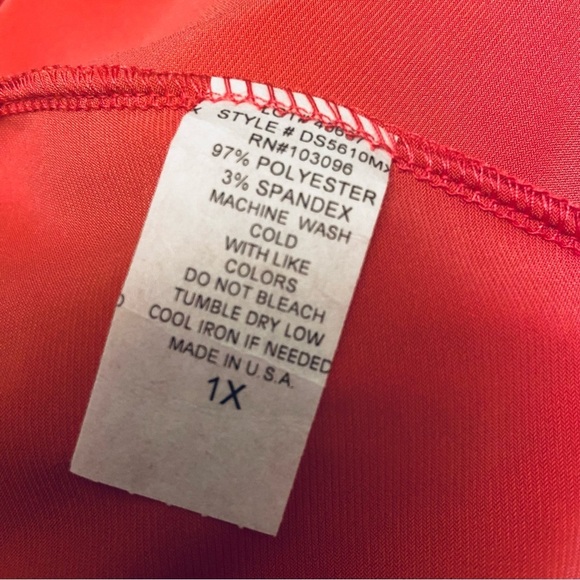 STYLE # DS5610MX
RN#103096
97% POLYESTER
3% SPANDEX
MACHINE WASH
COLD
WITH LIKE
COLORS
DO NOT BLEACH
TUMBLE DRY LOW
COOL IRON IF NEEDED
MADE IN U.S.A.
1X